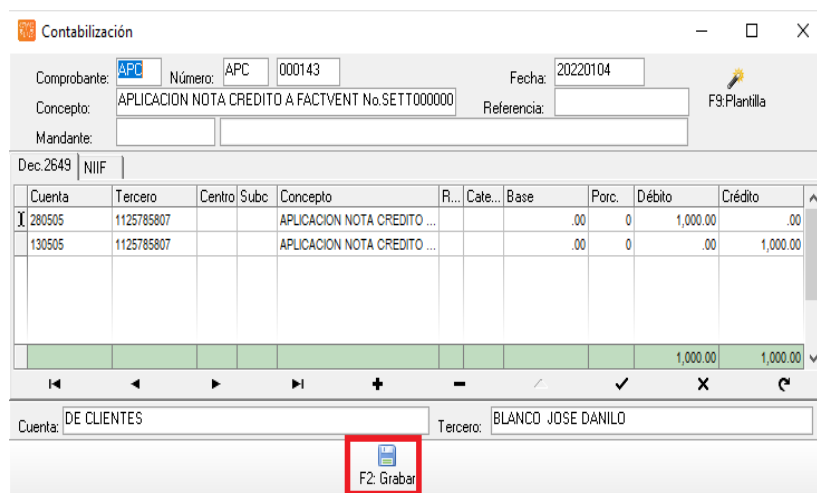 Contabilización
Comprobante: APC Número: APC 000143 Fecha: 20220104
Concepto: APLICACION NOTA CREDITO A FACTVENT No.SETT000000 Referencia: F9:Plantilla
Mandante:
Dec.2649 NIIF
Cuenta Tercero Centro Subc Concepto R... Cate... Base Porc. Débito Crédito
280505 1125785807 APLICACION NOTA CREDITO ... .00 0 1,000.00 .00
130505 1125785807 APLICACION NOTA CREDITO ... .00 0 .00 1,000.00
1,000.00 1,000.00
Cuenta: DE CLIENTES Tercero: BLANCO JOSE DANILO
F2: Grabar